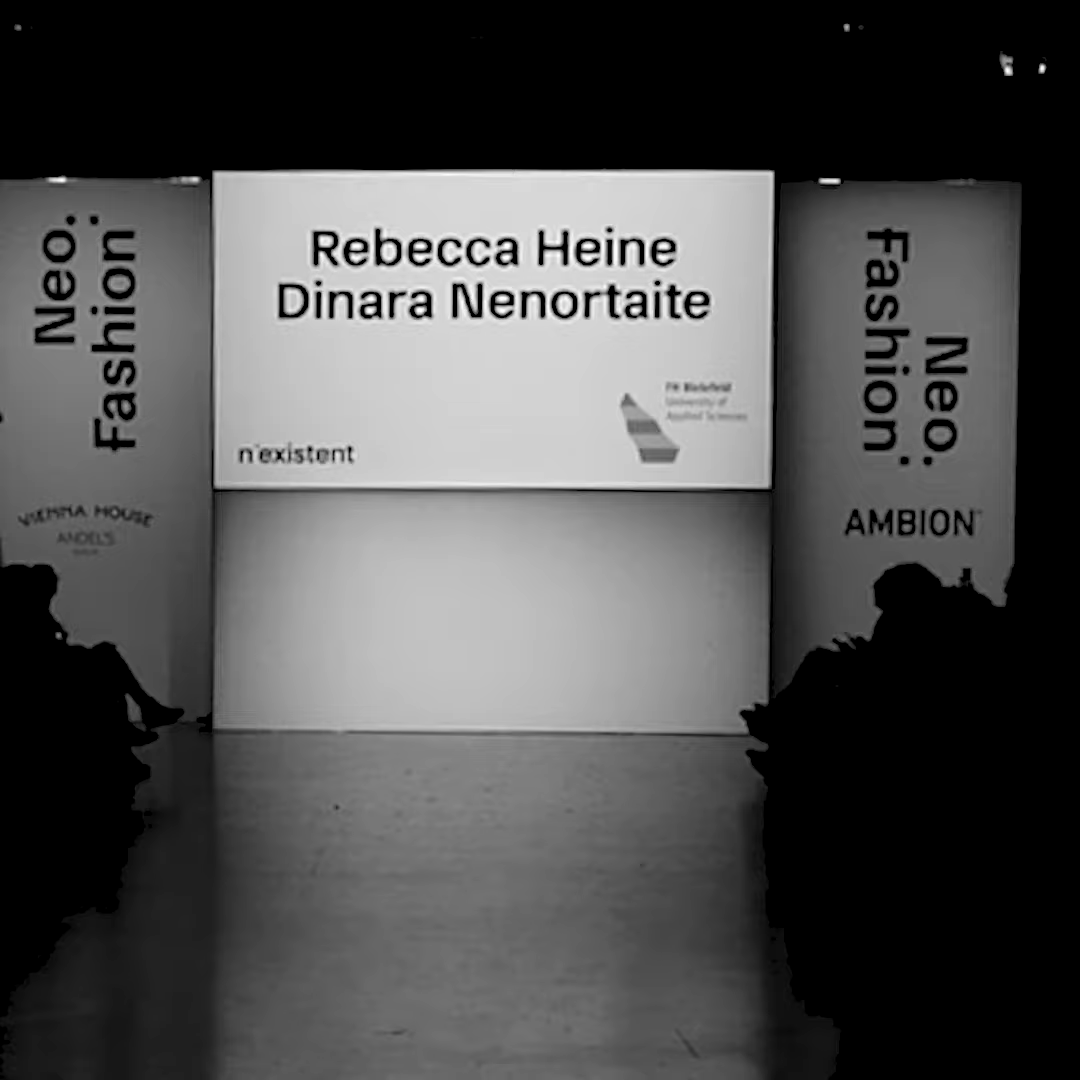 Neo.
Fashion.
Rebecca Heine
Dinara Nenortaite
FH Bielefeld
University of
Applied Sciences
n'existent
VIENNA HOUSE
ANDEL'S
Neo.
Fashion.
AMBION